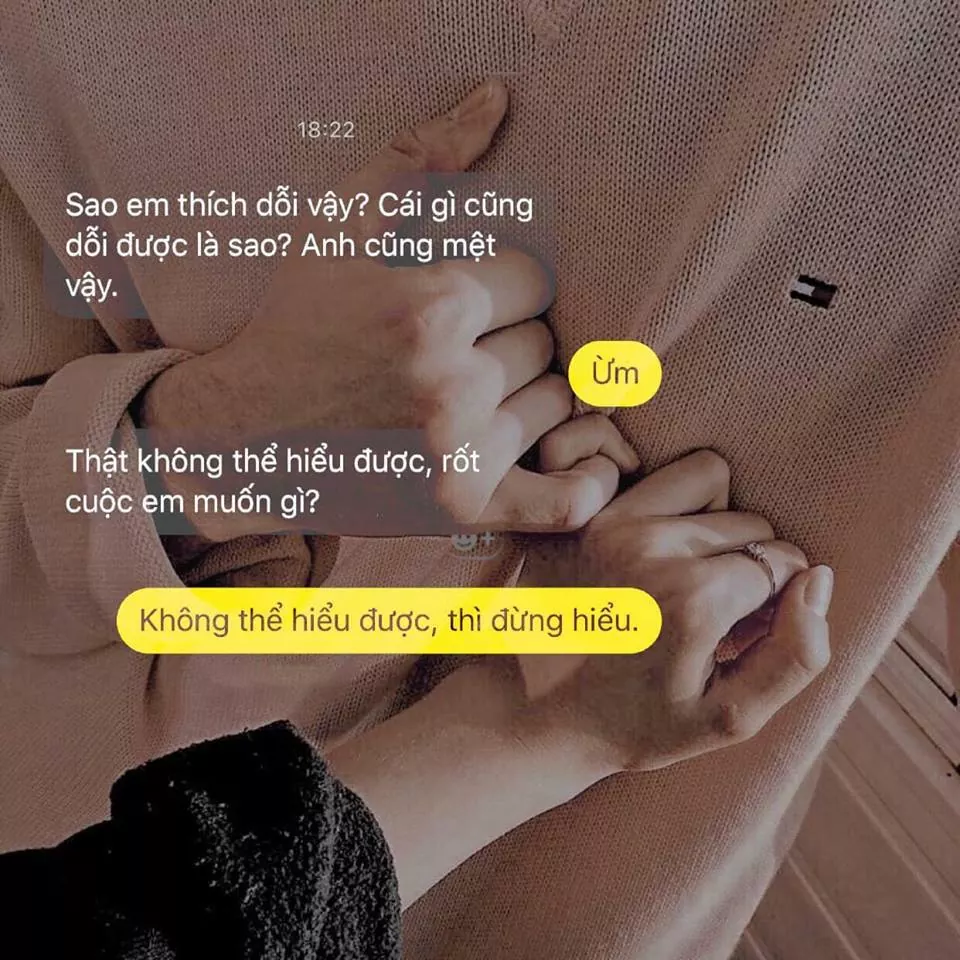 18:22
Sao em thích dỗi vậy? Cái gì cũng
dỗi được là sao? Anh cũng mệt
vậy.
Ừm
Thật không thể hiểu được, rốt
cuộc em muốn gì?
Không thể hiểu được, thì đừng hiểu.